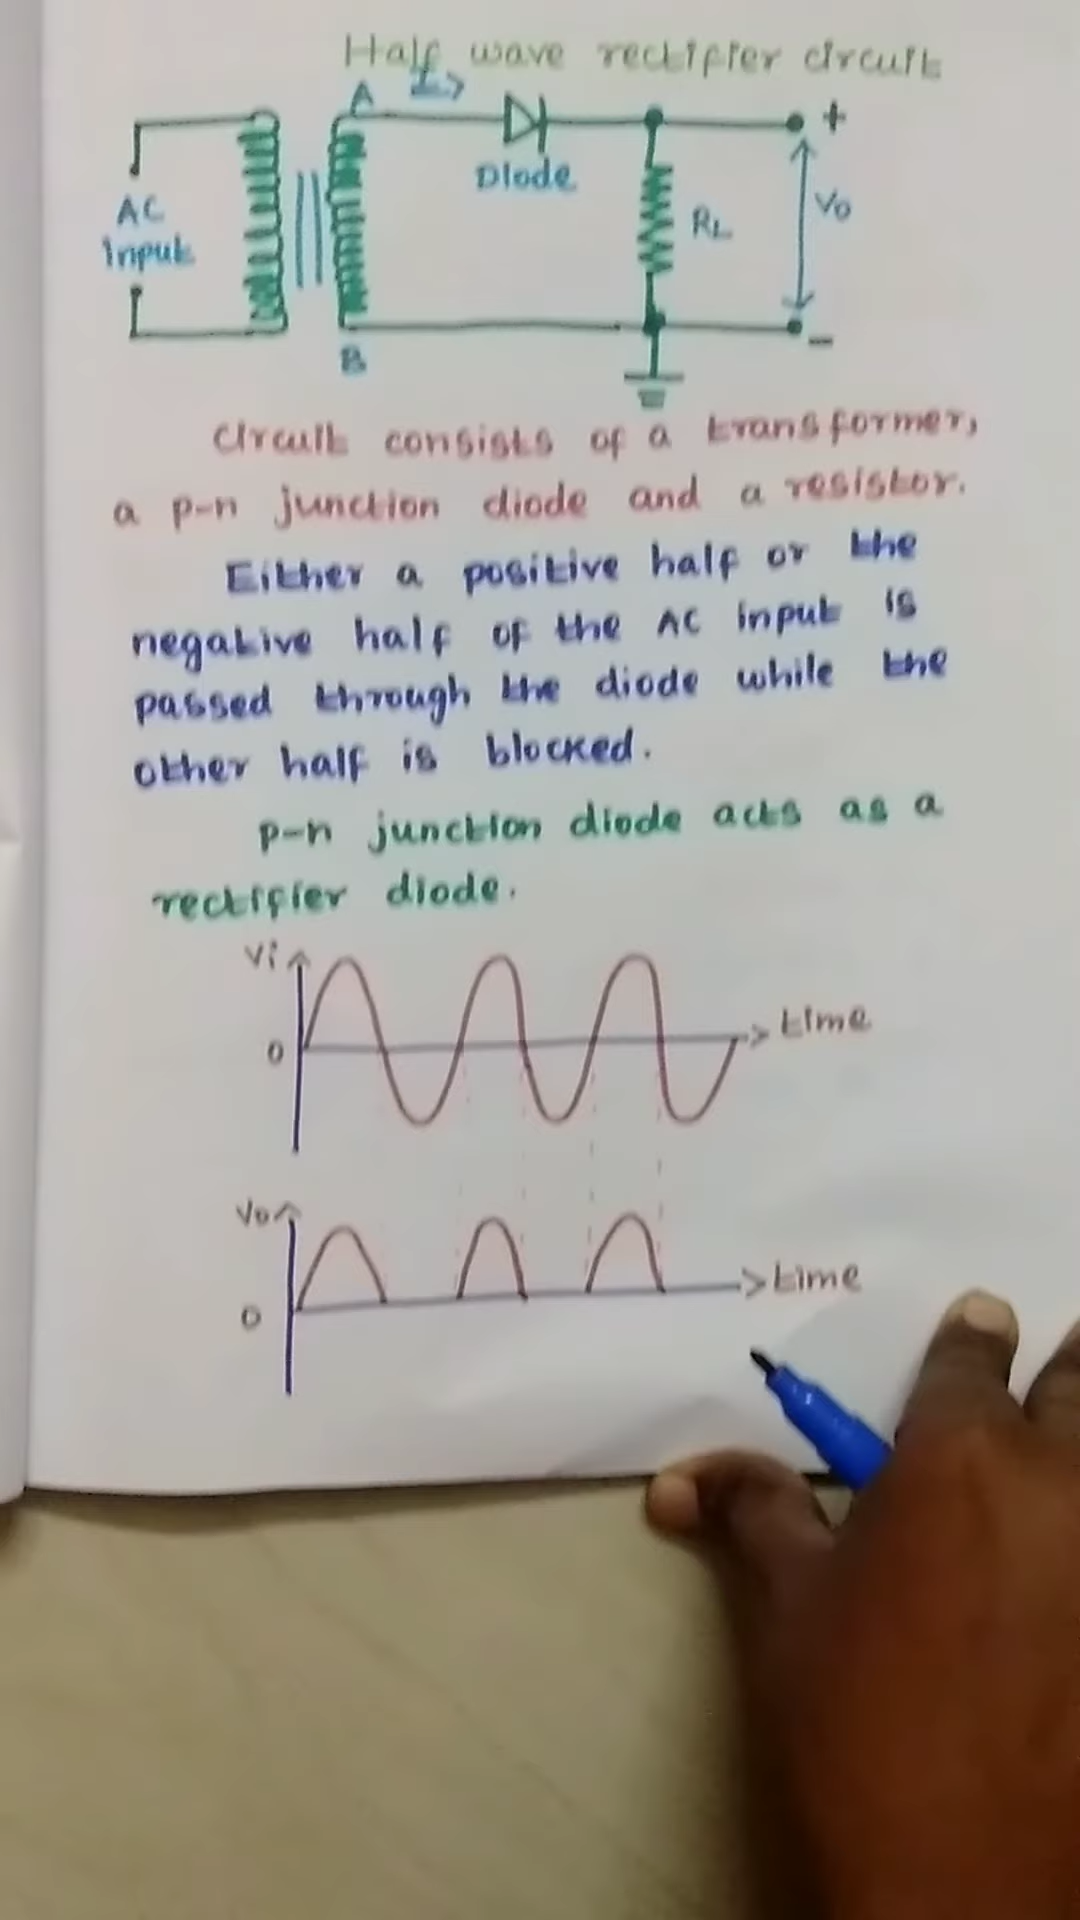 Half wave rectifier circuit
A I
+
Diode
AC
input
RL
Vo
B
-
Circuit consists of a transformer,
a p-n junction diode and a resistor.
Either a positive half or the
negative half of the AC input is
passed through the diode while the
other half is blocked.
p-n junction diode acts as a
rectifier diode.
Vi
time
0
Vo
time
0